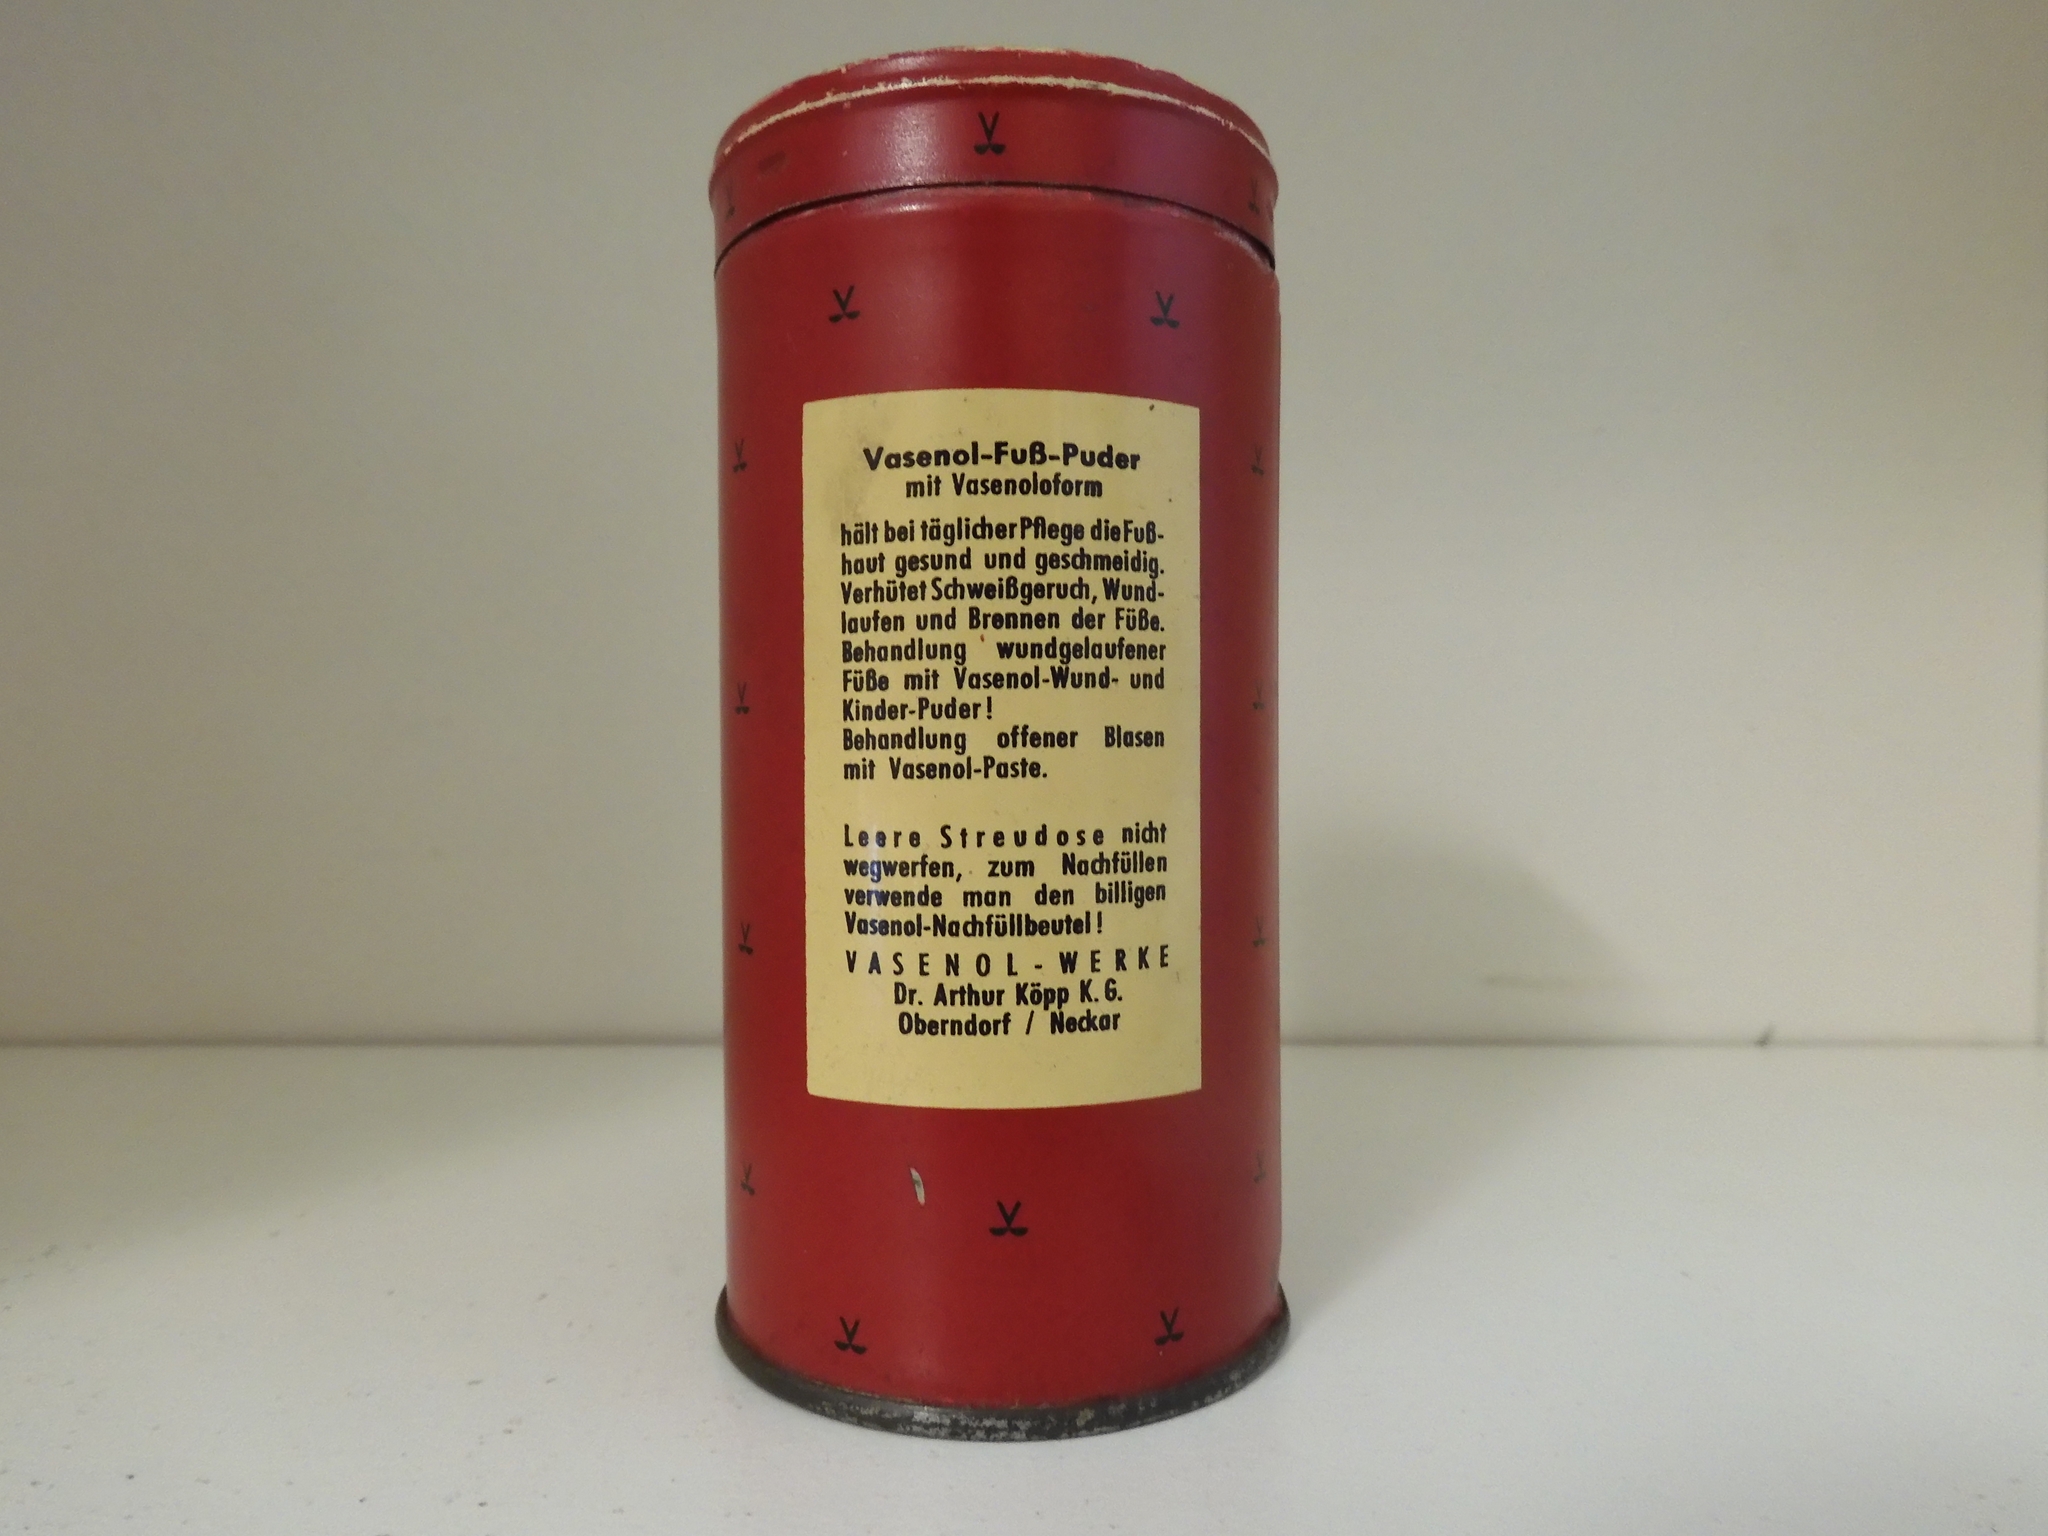 Vasenol-Fuß-Puder
mit Vasenoloform
hält bei täglicher Pflege die Fuß-
haut gesund und geschmeidig.
Verhütet Schweißgeruch, Wund-
laufen und Brennen der Füße.
Behandlung wundgelaufener
Füße mit Vasenol-Wund- und
Kinder-Puder!
Behandlung offener Blasen
mit Vasenol-Paste.
Leere Streudose nicht
wegwerfen, zum Nachfüllen
verwende man den billigen
Vasenol-Nachfüllbeutel!
VASENOL-WERKE
Dr. Arthur Köpp K.G.
Oberndorf / Neckar